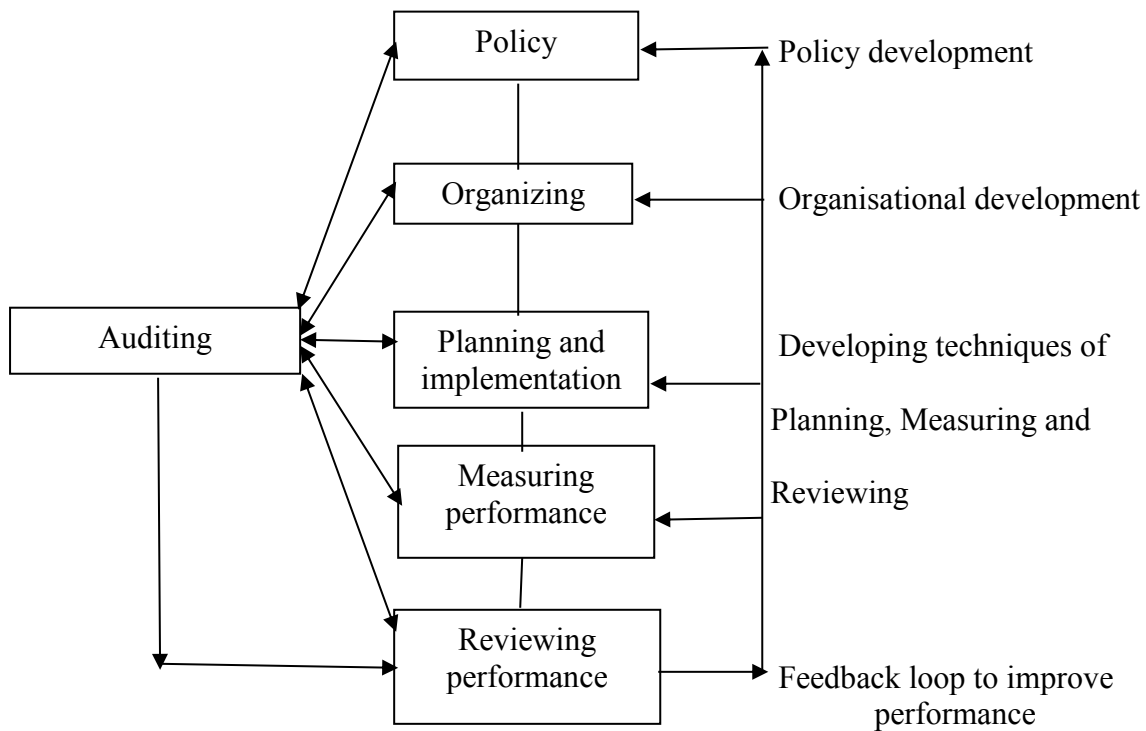 Policy
Policy development
Organizing
Organisational development
Auditing
Planning and
implementation
Developing techniques of
Planning, Measuring and
Reviewing
Measuring
performance
Reviewing
performance
Feedback loop to improve
performance